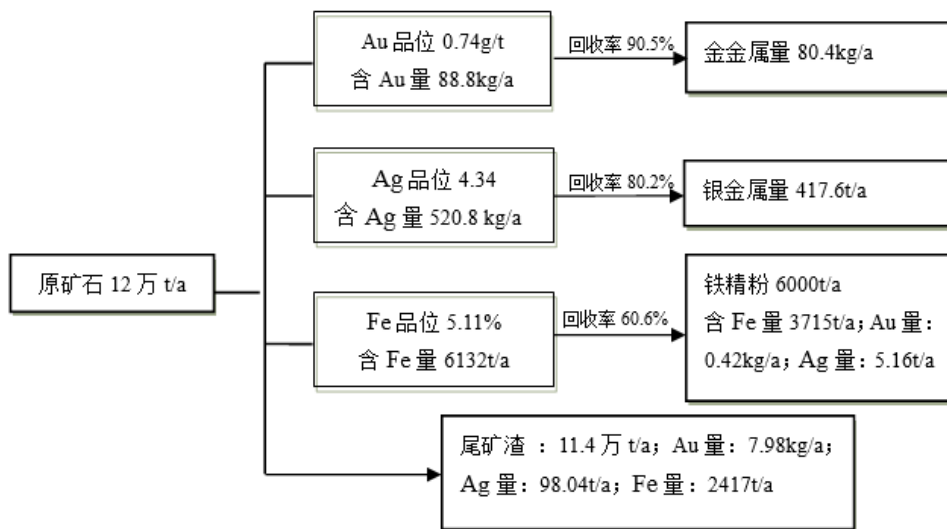 Au 品位 0.74g/t
含 Au 量 88.8kg/a
回收率 90.5%
金金属量 80.4kg/a
Ag 品位 4.34
含 Ag 量 520.8 kg/a
回收率 80.2%
银金属量 417.6t/a
原矿石 12 万 t/a
Fe 品位 5.11%
含 Fe 量 6132t/a
回收率 60.6%
铁精粉 6000t/a
含 Fe 量 3715t/a；Au 量：
0.42kg/a；Ag 量：5.16t/a
尾矿渣 ：11.4 万 t/a；Au 量：7.98kg/a；
Ag 量：98.04t/a；Fe 量：2417t/a